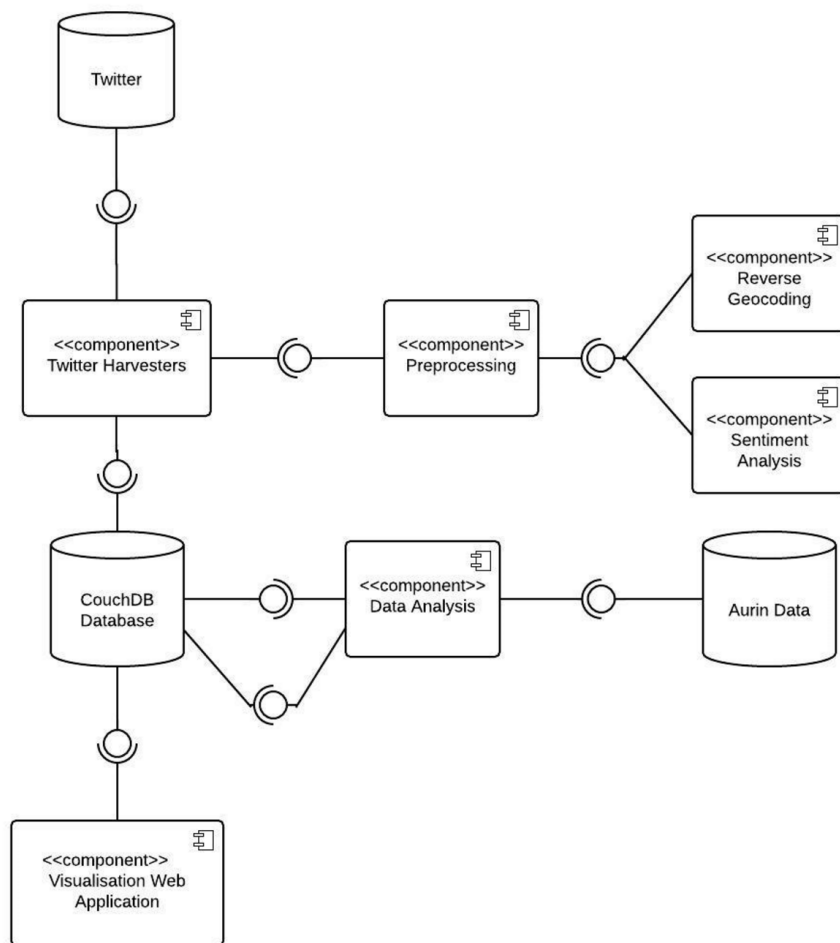 Twitter
<<component>>
Reverse
Geocoding
<<component>>
Twitter Harvesters
<<component>>
Preprocessing
<<component>>
Sentiment
Analysis
CouchDB
Database
<<component>>
Data Analysis
Aurin Data
<<component>>
Visualisation Web
Application